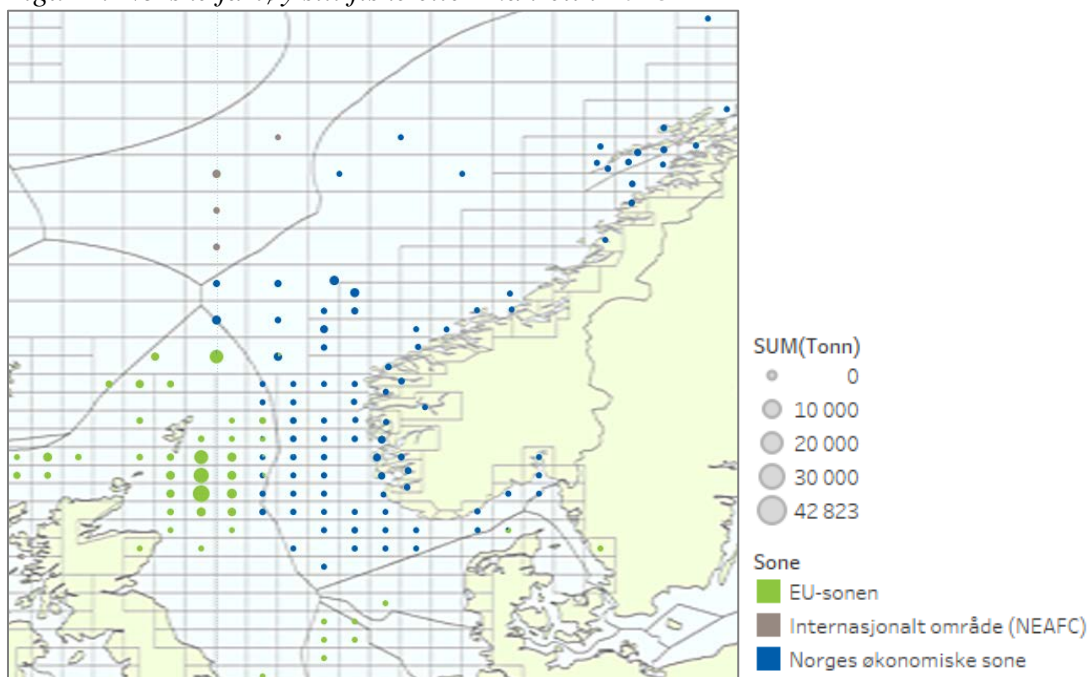 SUM(Tonn)
0
10 000
20 000
30 000
42 823
Sone
EU-sonen
Internasjonalt område (NEAFC)
Norges økonomiske sone